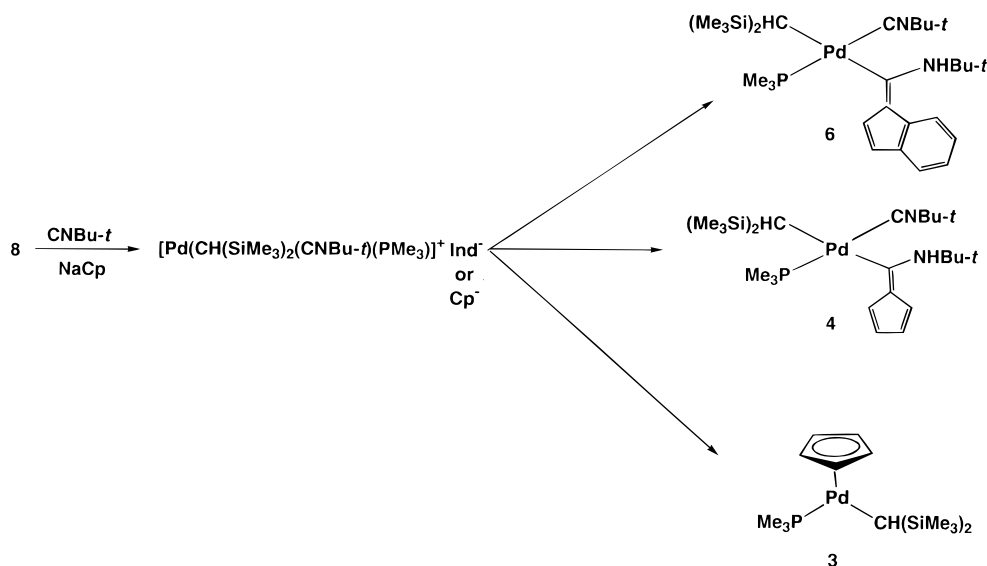 (Me3Si)2HC CNBu-t
Pd
Me3P NHBu-t
6
8 CNBu-t [Pd(CH(SiMe3)2(CNBu-t)(PMe3)]+ Ind-
NaCp or
Cp-
(Me3Si)2HC CNBu-t
Pd
Me3P NHBu-t
4
Pd
Me3P CH(SiMe3)2
3